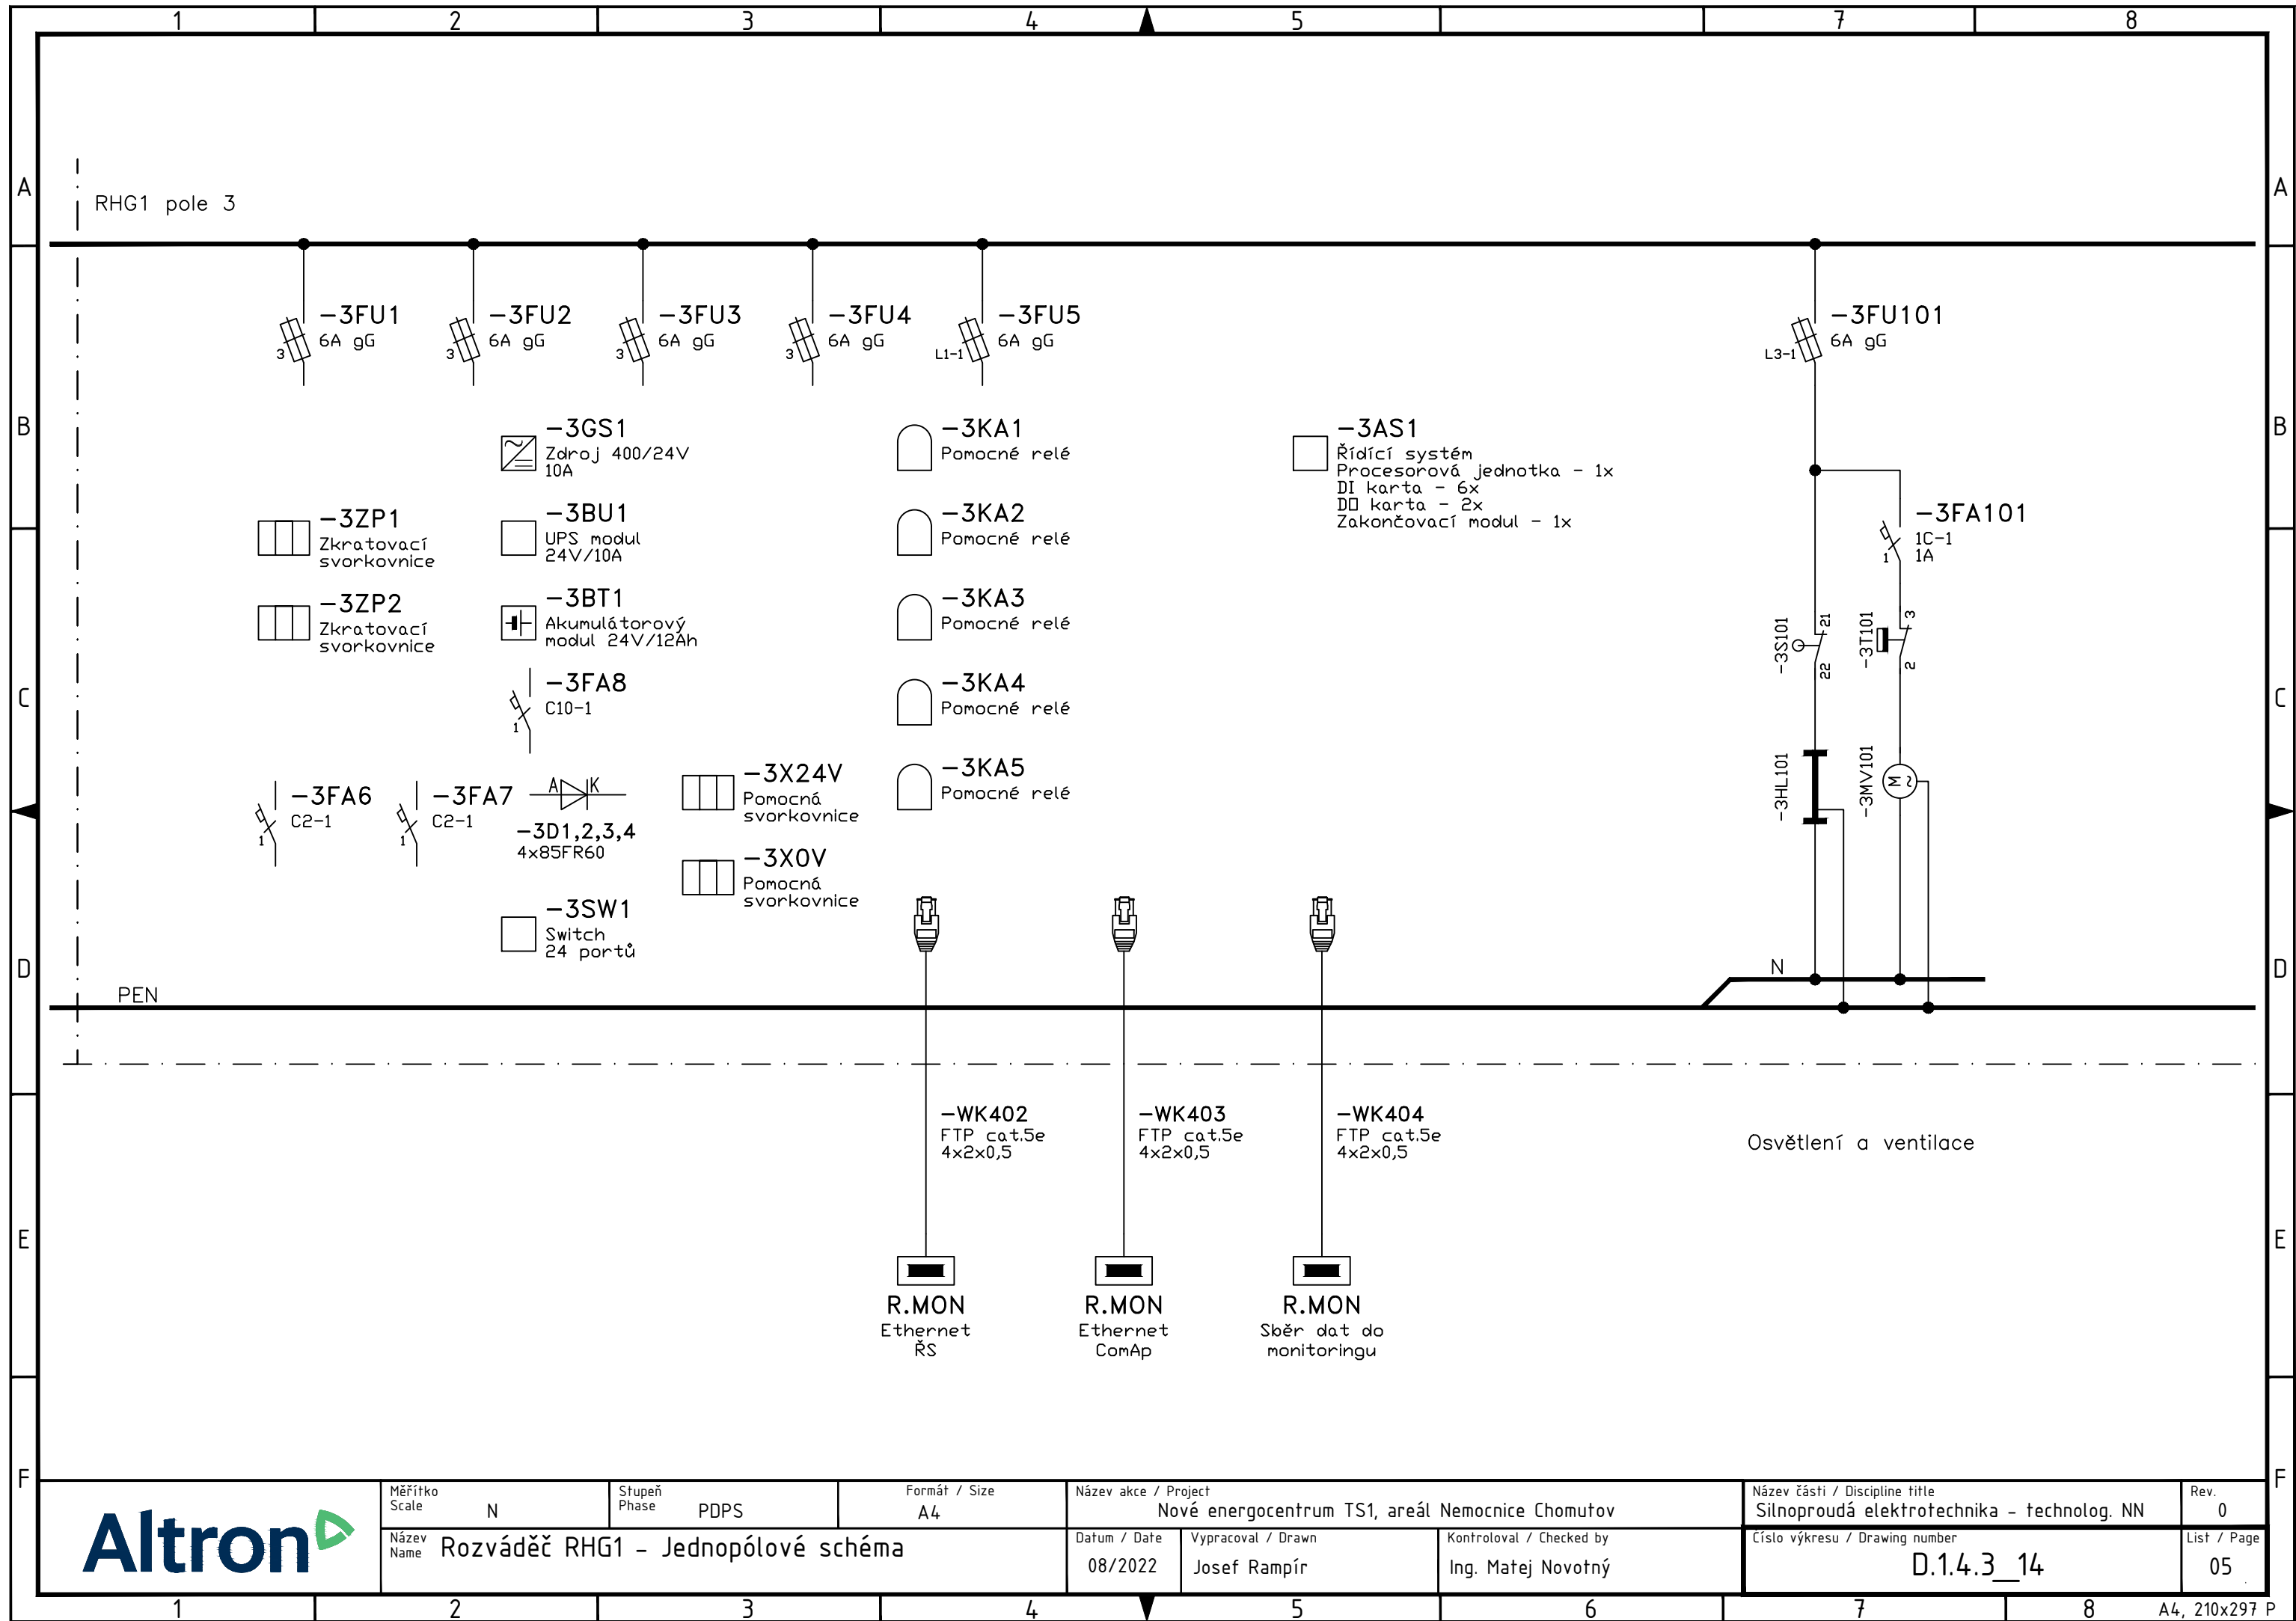 1 2 3 4 5 7 8
A A
RHG1 pole 3
-3FU1
6A gG
3
-3FU2
6A gG
3
-3FU3
6A gG
3
-3FU4
6A gG
3
-3FU5
6A gG
L1-1
-3FU101
6A gG
L3-1
B B
-3GS1
Zdroj 400/24V
10A
-3KA1
Pomocné relé
-3AS1
Řídící systém
Procesorová jednotka - 1x
DI karta - 6x
DO karta - 2x
Zakončovací modul - 1x
-3ZP1
Zkratovací
svorkovnice
-3BU1
UPS modul
24V/10A
-3KA2
Pomocné relé
-3FA101
1C-1
1A
1
-3ZP2
Zkratovací
svorkovnice
-3BT1
Akumulátorový
modul 24V/12Ah
-3KA3
Pomocné relé
-3S101
21
22
-3T101
3
2
C C
-3FA8
C10-1
1
-3KA4
Pomocné relé
-3FA6
C2-1
1
-3FA7
C2-1
1
A K
-3D1,2,3,4
4x85FR60
-3X24V
Pomocná
svorkovnice
-3KA5
Pomocné relé
-3HL101
-3MV101
M
~
-3X0V
Pomocná
svorkovnice
-3SW1
Switch
24 portů
D D
N
PEN
-WK402
FTP cat.5e
4x2x0,5
-WK403
FTP cat.5e
4x2x0,5
-WK404
FTP cat.5e
4x2x0,5
Osvětlení a ventilace
E E
R.MON
Ethernet
ŘS
R.MON
Ethernet
ComAp
R.MON
Sběr dat do
monitoringu
F F
Altron
Měřítko
Scale
N
Stupeň
Phase
PDPS
Formát / Size
A4
Název akce / Project
Nové energocentrum TS1, areál Nemocnice Chomutov
Název části / Discipline title
Silnoproudá elektrotechnika - technolog. NN
Rev.
0
Název
Name
Rozváděč RHG1 - Jednopólové schéma
Datum / Date
08/2022
Vypracoval / Drawn
Josef Rampír
Kontroloval / Checked by
Ing. Matej Novotný
Číslo výkresu / Drawing number
D.1.4.3__14
List / Page
05
1 2 3 4 5 6 7 8
A4, 210x297 P